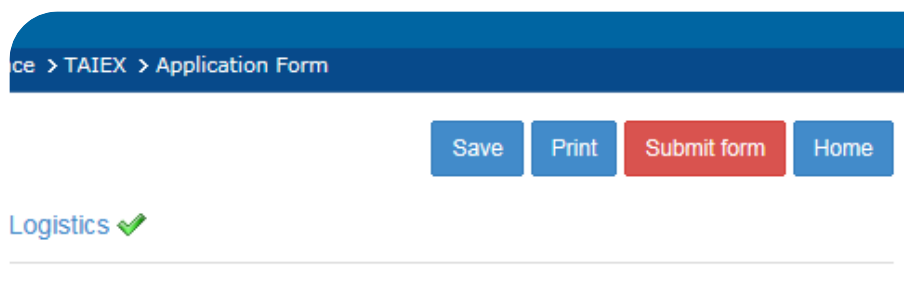 ce > TAIEX > Application Form
Save Print Submit form Home
Logistics